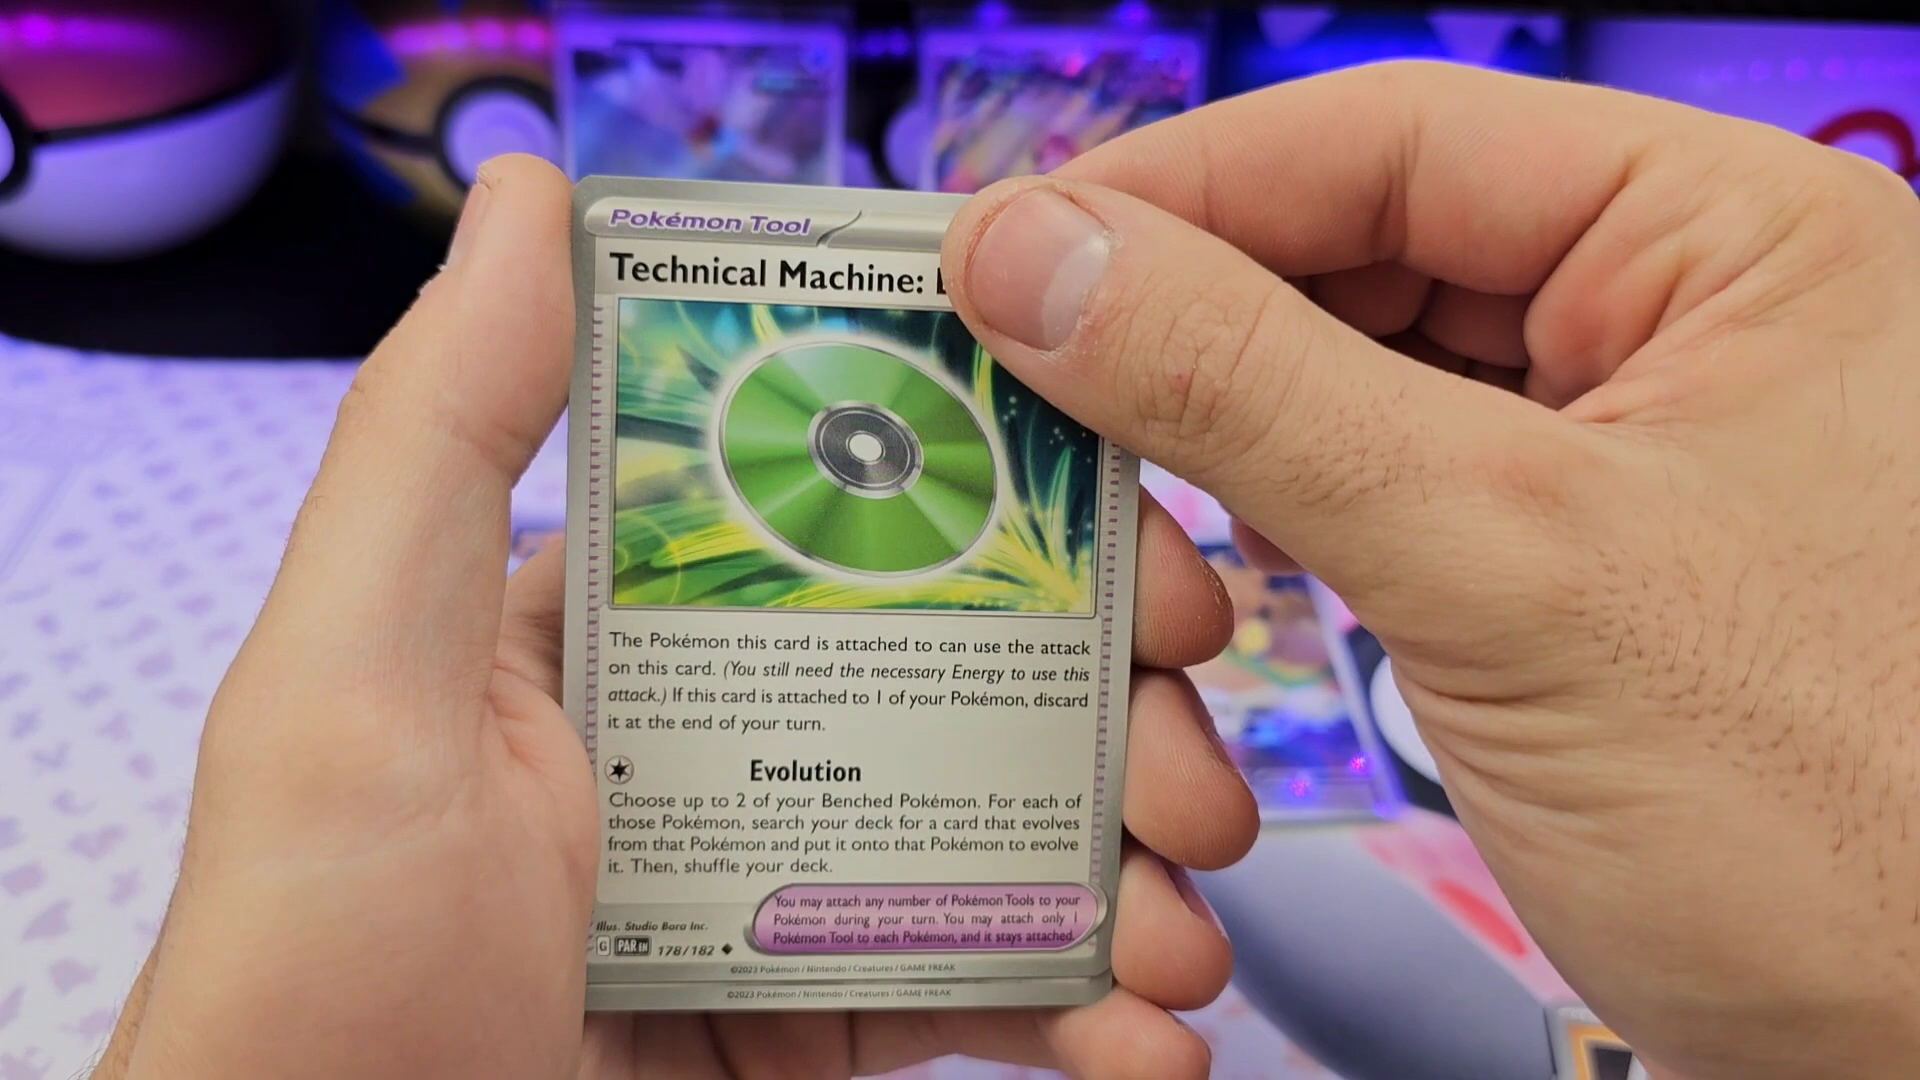 Pokémon Tool
Technical Machine:
The Pokémon this card is attached to can use the attack
on this card. (You still need the necessary Energy to use this
attack.) If this card is attached to 1 of your Pokémon, discard
it at the end of your turn.
Evolution
Choose up to 2 of your Benched Pokémon. For each of
those Pokémon, search your deck for a card that evolves
from that Pokémon and put it onto that Pokémon to evolve
it. Then, shuffle your deck.
You may attach any number of Pokémon Tools to your
Pokémon during your turn. You may attach only 1
Pokémon Tool to each Pokémon, and it stays attached.
Illus. Studio Bora Inc.
G PAR EN 178/182
©2023 Pokémon / Nintendo / Creatures / GAME FREAK
©2023 Pokémon / Nintendo / Creatures / GAME FREAK